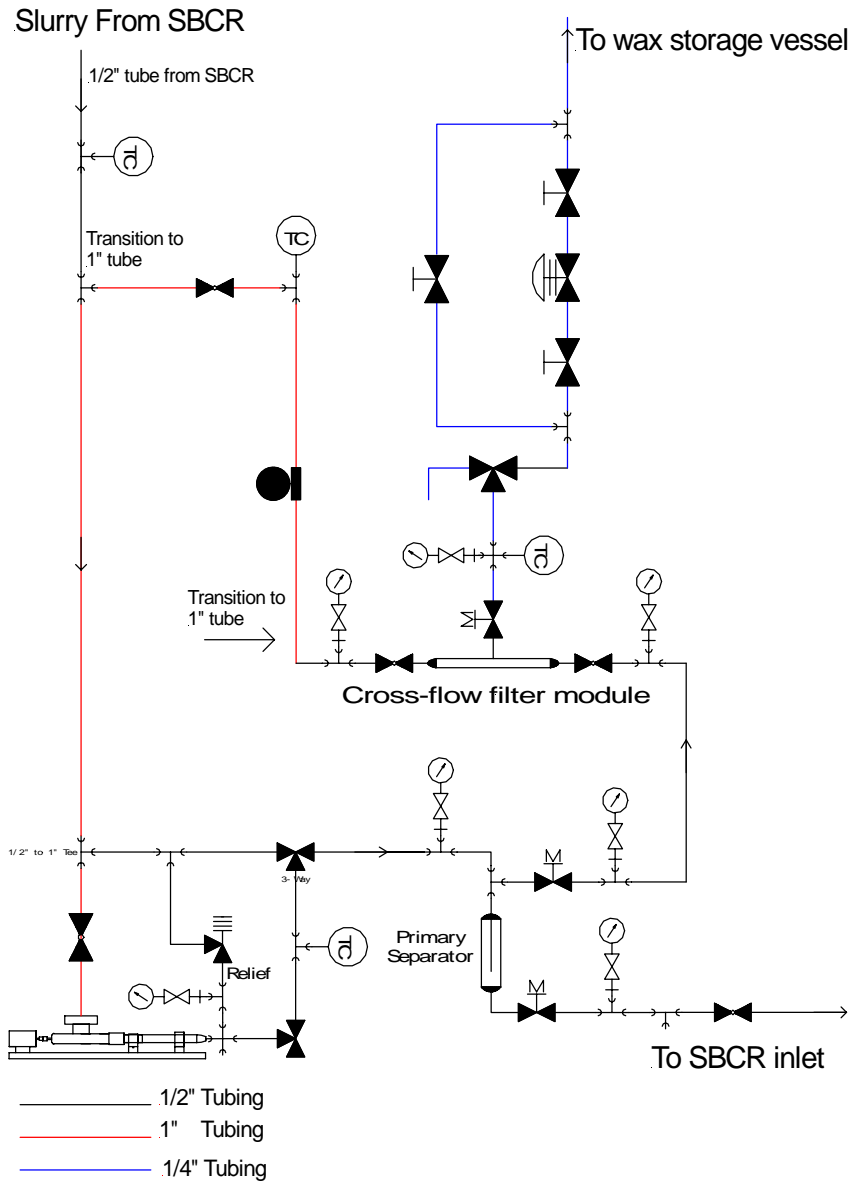 Slurry From SBCR
To wax storage vessel
1/2" tube from SBCR
TC
Transition to
1" tube
TC
TC
Transition to
1" tube
M
Cross-flow filter module
1/2" to 1" Tee
3-Way
M
TC
Primary
Separator
Relief
M
To SBCR inlet
1/2" Tubing
1" Tubing
1/4" Tubing